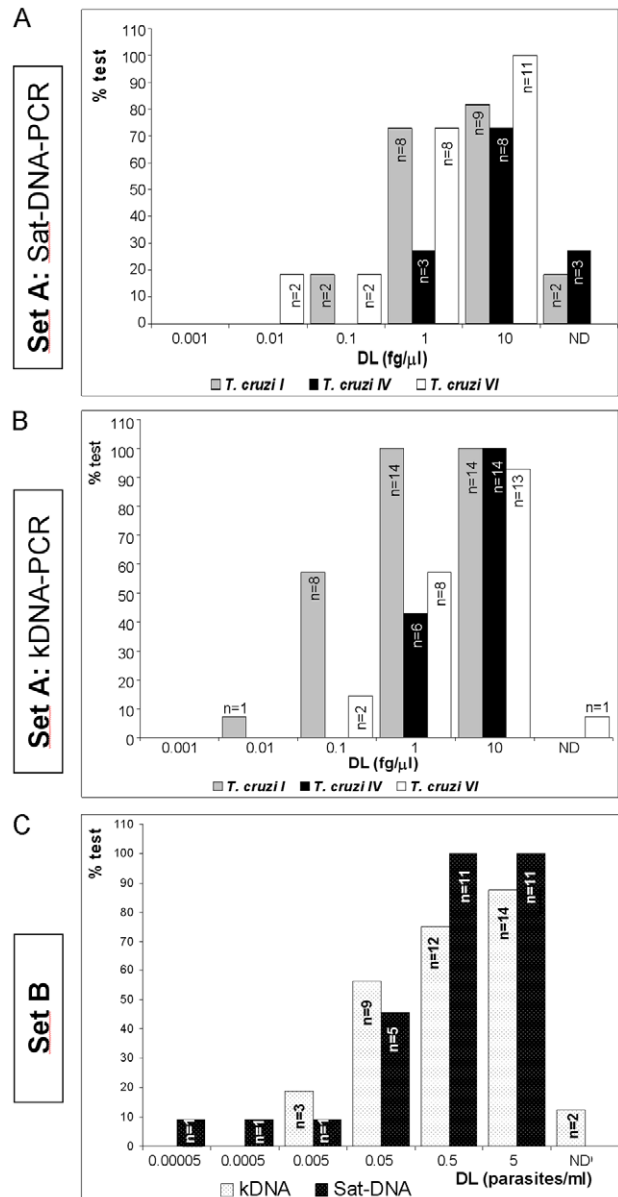 A
Set A: Sat-DNA-PCR
% test
110
100
90
80
70
60
50
40
30
20
10
0
n=2
n=2
n=2
n=8
n=3
n=8
n=9
n=8
n=11
n=2
n=3
0.001 0.01 0.1 1 10 ND
DL (fg/µl)
T. cruzi I T. cruzi IV T. cruzi VI
B
Set A: kDNA-PCR
% test
110
100
90
80
70
60
50
40
30
20
10
0
n=1
n=8
n=2
n=14
n=6
n=8
n=14
n=14
n=13
n=1
0.001 0.01 0.1 1 10 ND
DL (fg/µl)
T. cruzi I T. cruzi IV T. cruzi VI
C
Set B
% test
110
100
90
80
70
60
50
40
30
20
10
0
n=1
n=1
n=3
n=1
n=9
n=5
n=12
n=11
n=14
n=11
n=2
0.00005 0.0005 0.005 0.05 0.5 5 ND
kDNA Sat-DNA DL (parasites/ml)